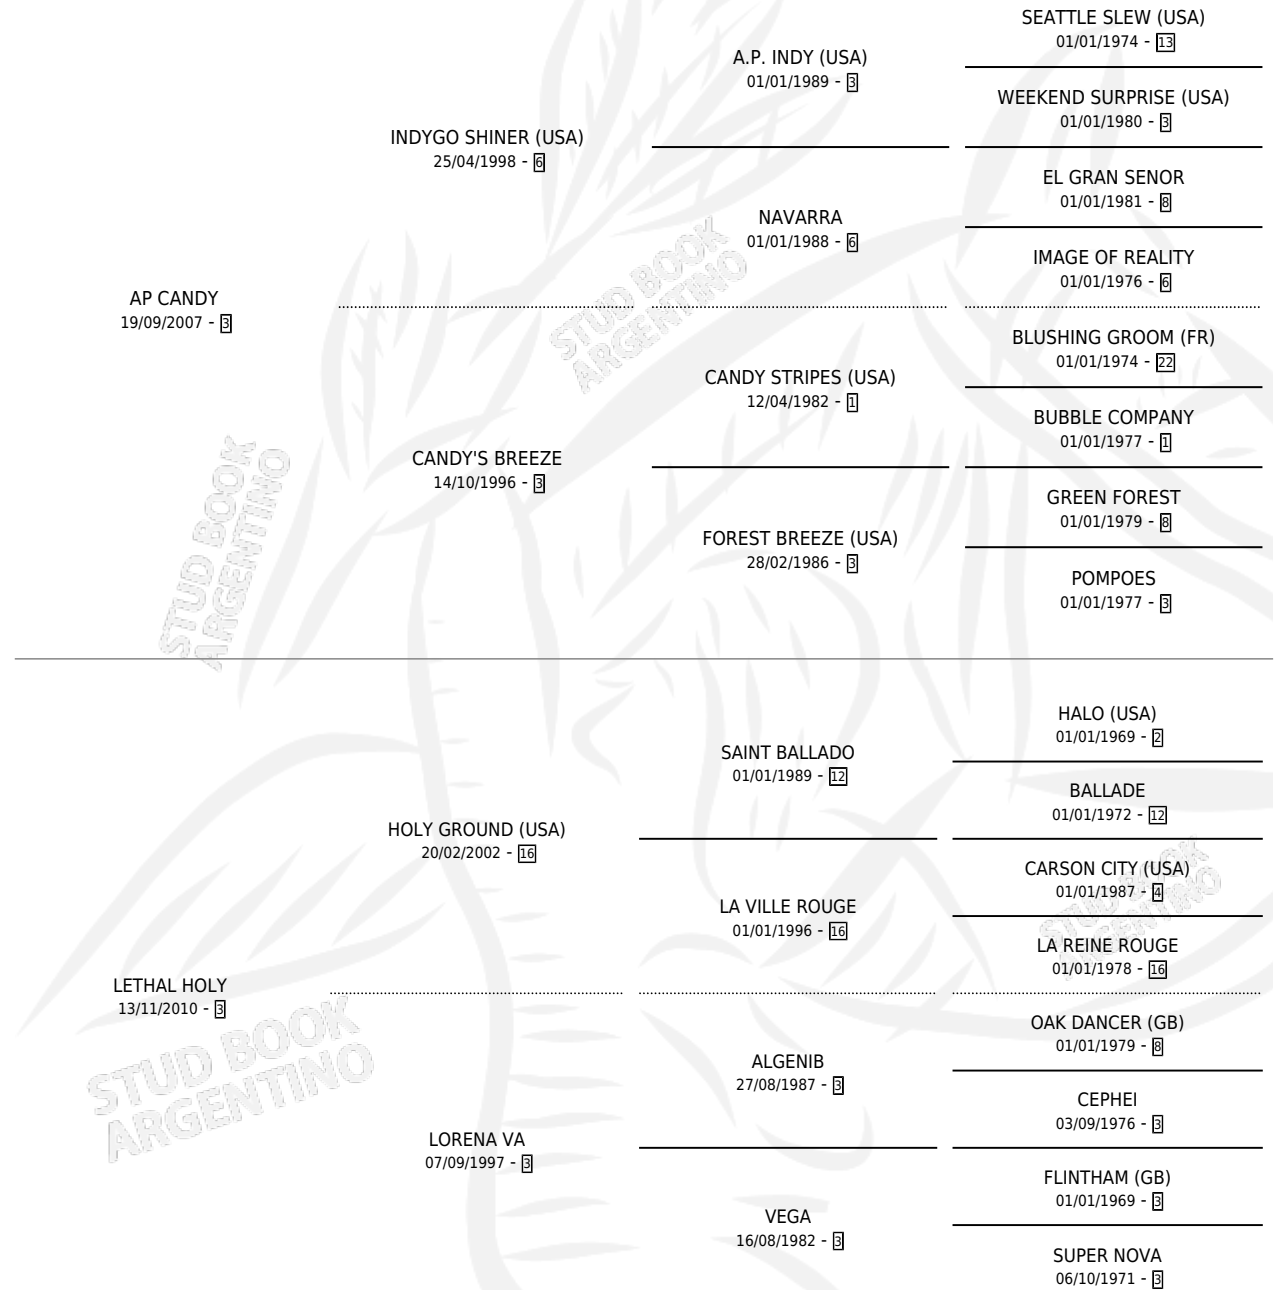 SEATTLE SLEW (USA)
01/01/1974 - 13
A.P. INDY (USA)
01/01/1989 - 3
WEEKEND SURPRISE (USA)
01/01/1980 - 3
INDYGO SHINER (USA)
25/04/1998 - 6
EL GRAN SENOR
01/01/1981 - 8
NAVARRA
01/01/1988 - 6
IMAGE OF REALITY
01/01/1976 - 6
AP CANDY
19/09/2007 - 3
STUD BOOK
ARGENTINO
BLUSHING GROOM (FR)
01/01/1974 - 22
CANDY STRIPES (USA)
12/04/1982 - 1
BUBBLE COMPANY
01/01/1977 - 1
CANDY'S BREEZE
14/10/1996 - 3
GREEN FOREST
01/01/1979 - 8
FOREST BREEZE (USA)
28/02/1986 - 3
POMPOES
01/01/1977 - 3
STUD BOOK
ARGENTINO
HALO (USA)
01/01/1969 - 2
SAINT BALLADO
01/01/1989 - 12
BALLADE
01/01/1972 - 12
HOLY GROUND (USA)
20/02/2002 - 16
CARSON CITY (USA)
01/01/1987 - 4
STUD BOOK
ARGENTINO
LA VILLE ROUGE
01/01/1996 - 16
LA REINE ROUGE
01/01/1978 - 16
LETHAL HOLY
13/11/2010 - 3
STUD BOOK
ARGENTINO
OAK DANCER (GB)
01/01/1979 - 8
ALGENIB
27/08/1987 - 3
CEPHEI
03/09/1976 - 3
LORENA VA
07/09/1997 - 3
FLINTHAM (GB)
01/01/1969 - 3
VEGA
16/08/1982 - 3
SUPER NOVA
06/10/1971 - 3